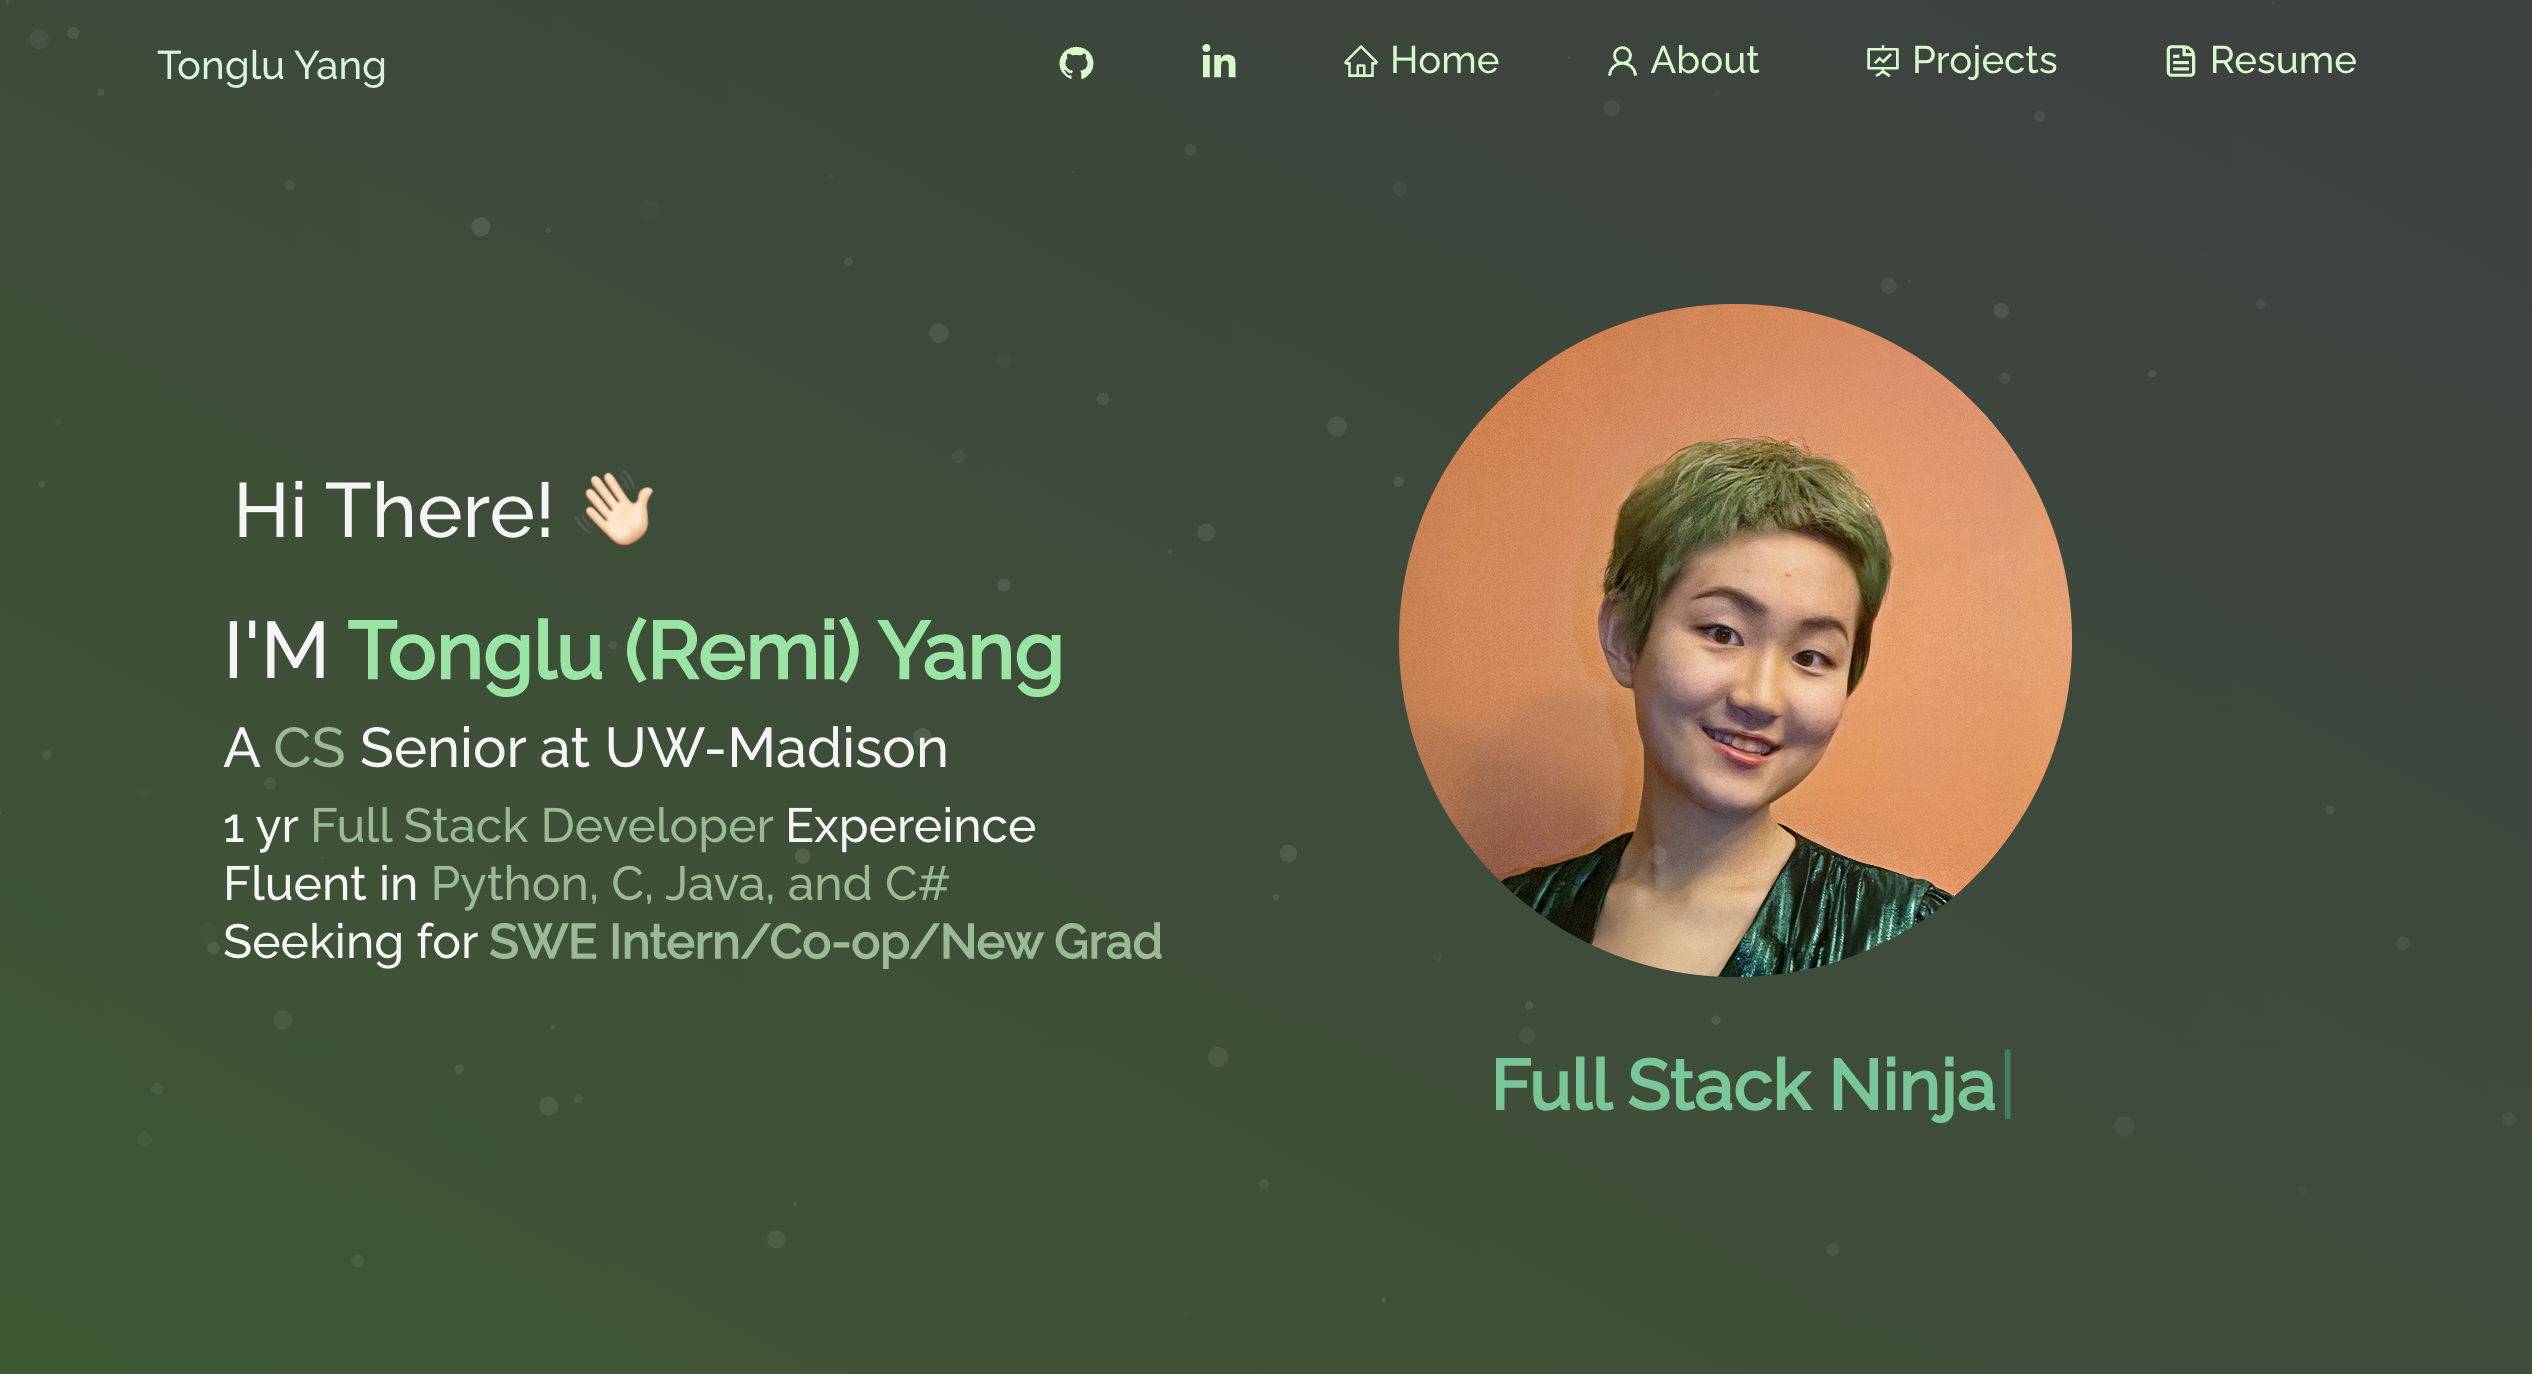 Tonglu Yang
in Home About Projects Resume
Hi There! 👋🏻
I'M Tonglu (Remi) Yang
A CS Senior at UW-Madison
1 yr Full Stack Developer Expereince
Fluent in Python, C, Java, and C#
Seeking for SWE Intern/Co-op/New Grad
Full Stack Ninja